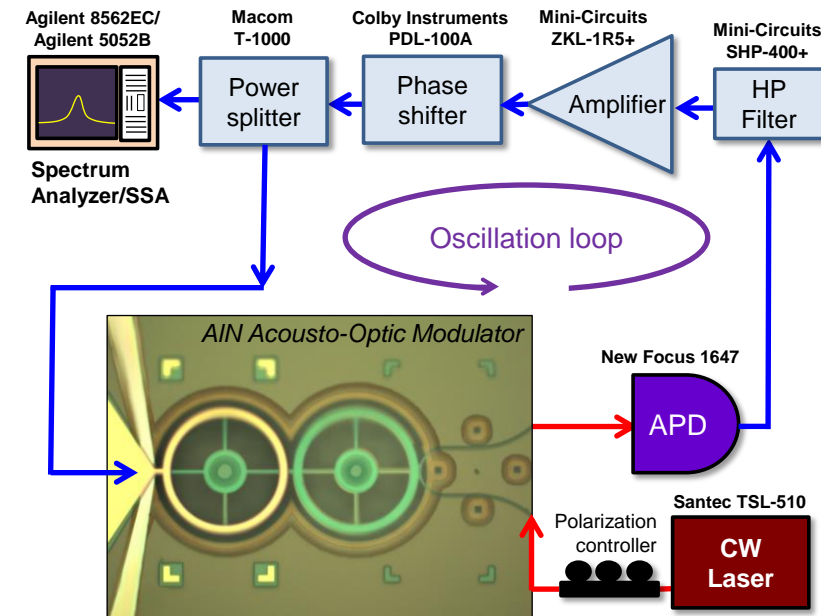 Agilent 8562EC/
Agilent 5052B
Macom
T-1000
Colby Instruments
PDL-100A
Mini-Circuits
ZKL-1R5+
Mini-Circuits
SHP-400+
Power
splitter
Phase
shifter
Amplifier
HP
Filter
Spectrum
Analyzer/SSA
Oscillation loop
AlN Acousto-Optic Modulator
New Focus 1647
APD
Santec TSL-510
Polarization
controller
CW
Laser